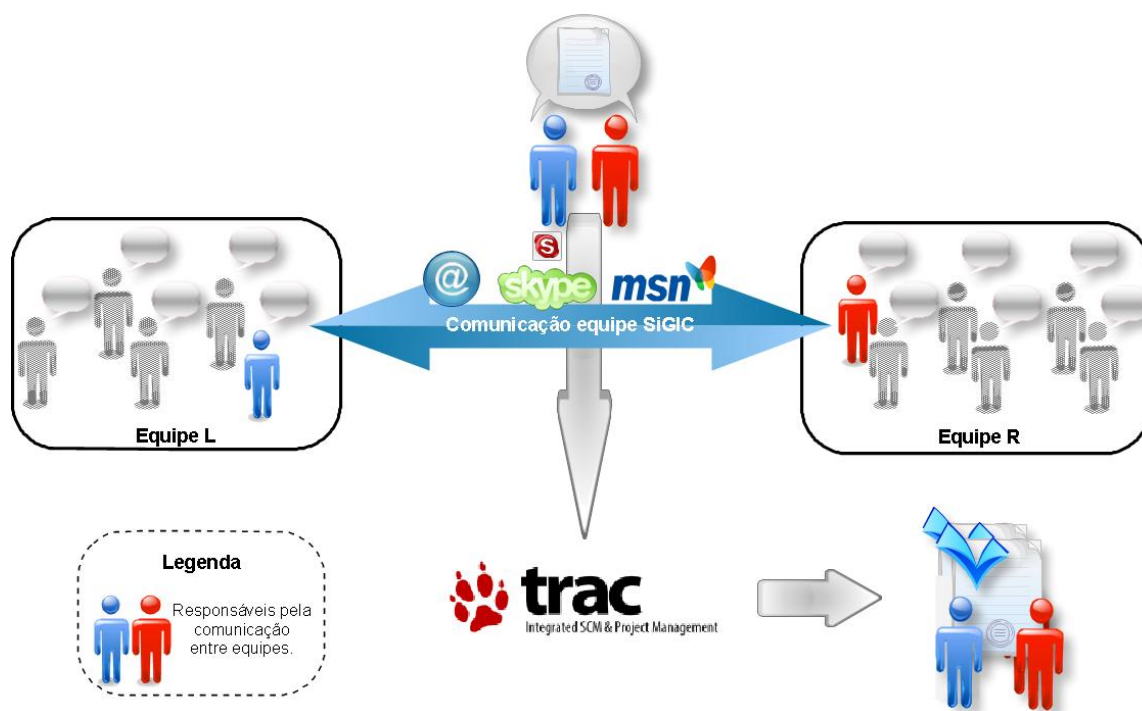 @
S
skype
msn
Comunicação equipe SiGIC
Equipe L
Equipe R
Legenda
Responsáveis pela
comunicação
entre equipes.
trac
Integrated SCM & Project Management